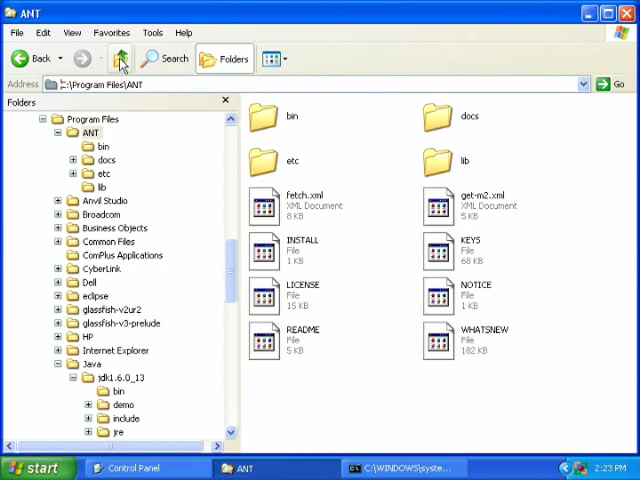 ANT
File Edit View Favorites Tools Help
Back Search Folders
Address C:\Program Files\ANT Go
Folders
Program Files
ANT
bin
docs
etc
lib
Anvil Studio
Broadcom
Business Objects
Common Files
ComPlus Applications
CyberLink
Dell
eclipse
glassfish-v2ur2
glassfish-v3-prelude
HP
Internet Explorer
Java
jdk1.6.0_13
bin
demo
include
jre
bin docs
etc lib
fetch.xml
XML Document
8 KB
get-m2.xml
XML Document
5 KB
INSTALL
File
1 KB
KEYS
File
68 KB
LICENSE
File
15 KB
NOTICE
File
1 KB
README
File
5 KB
WHATSNEW
File
182 KB
start Control Panel ANT C:\WINDOWS\syste... 2:23 PM